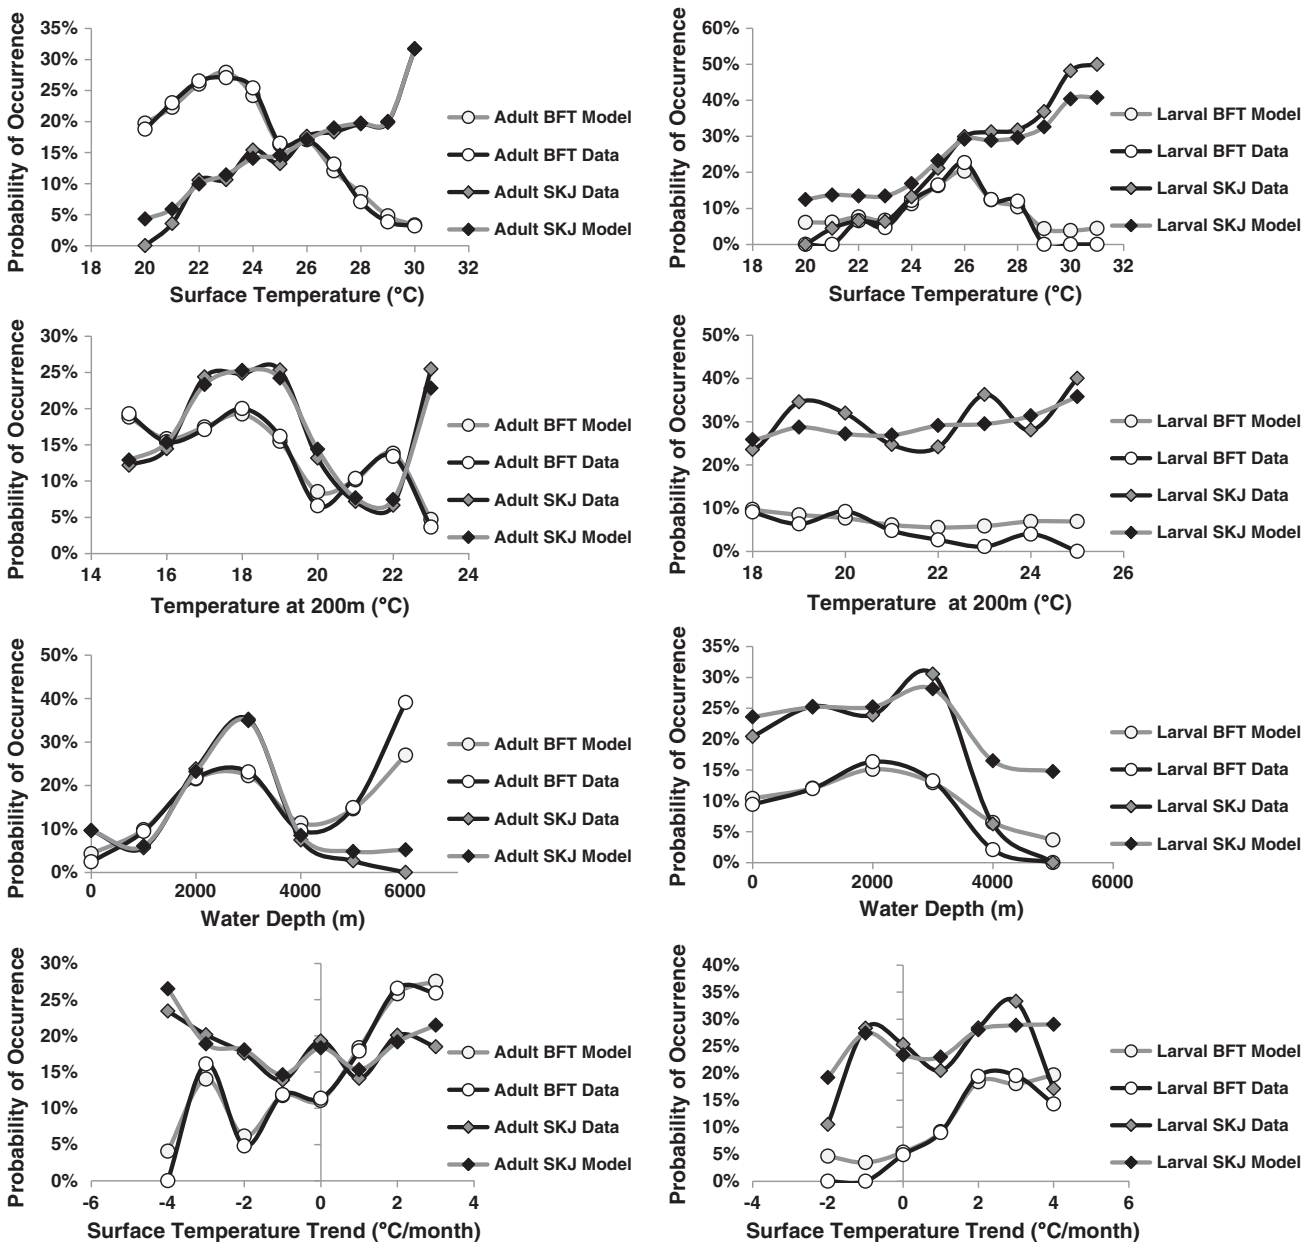 Probability of Occurrence
35%
30%
25%
20%
15%
10%
5%
0%
18 20 22 24 26 28 30 32
Surface Temperature (°C)
Adult BFT Model
Adult BFT Data
Adult SKJ Data
Adult SKJ Model
Probability of Occurrence
60%
50%
40%
30%
20%
10%
0%
18 20 22 24 26 28 30 32
Surface Temperature (°C)
Larval BFT Model
Larval BFT Data
Larval SKJ Data
Larval SKJ Model
Probability of Occurrence
30%
25%
20%
15%
10%
5%
0%
14 16 18 20 22 24
Temperature at 200m (°C)
Adult BFT Model
Adult BFT Data
Adult SKJ Data
Adult SKJ Model
Probability of Occurrence
50%
40%
30%
20%
10%
0%
18 20 22 24 26
Temperature at 200m (°C)
Larval BFT Model
Larval BFT Data
Larval SKJ Data
Larval SKJ Model
Probability of Occurrence
50%
40%
30%
20%
10%
0%
0 2000 4000 6000
Water Depth (m)
Adult BFT Model
Adult BFT Data
Adult SKJ Data
Adult SKJ Model
Probability of Occurrence
35%
30%
25%
20%
15%
10%
5%
0%
0 2000 4000 6000
Water Depth (m)
Larval BFT Model
Larval BFT Data
Larval SKJ Data
Larval SKJ Model
Probability of Occurrence
30%
25%
20%
15%
10%
5%
0%
-6 -4 -2 0 2 4
Surface Temperature Trend (°C/month)
Adult BFT Model
Adult BFT Data
Adult SKJ Data
Adult SKJ Model
Probability of Occurrence
40%
35%
30%
25%
20%
15%
10%
5%
0%
-4 -2 0 2 4 6
Surface Temperature Trend (°C/month)
Larval BFT Model
Larval BFT Data
Larval SKJ Data
Larval SKJ Model